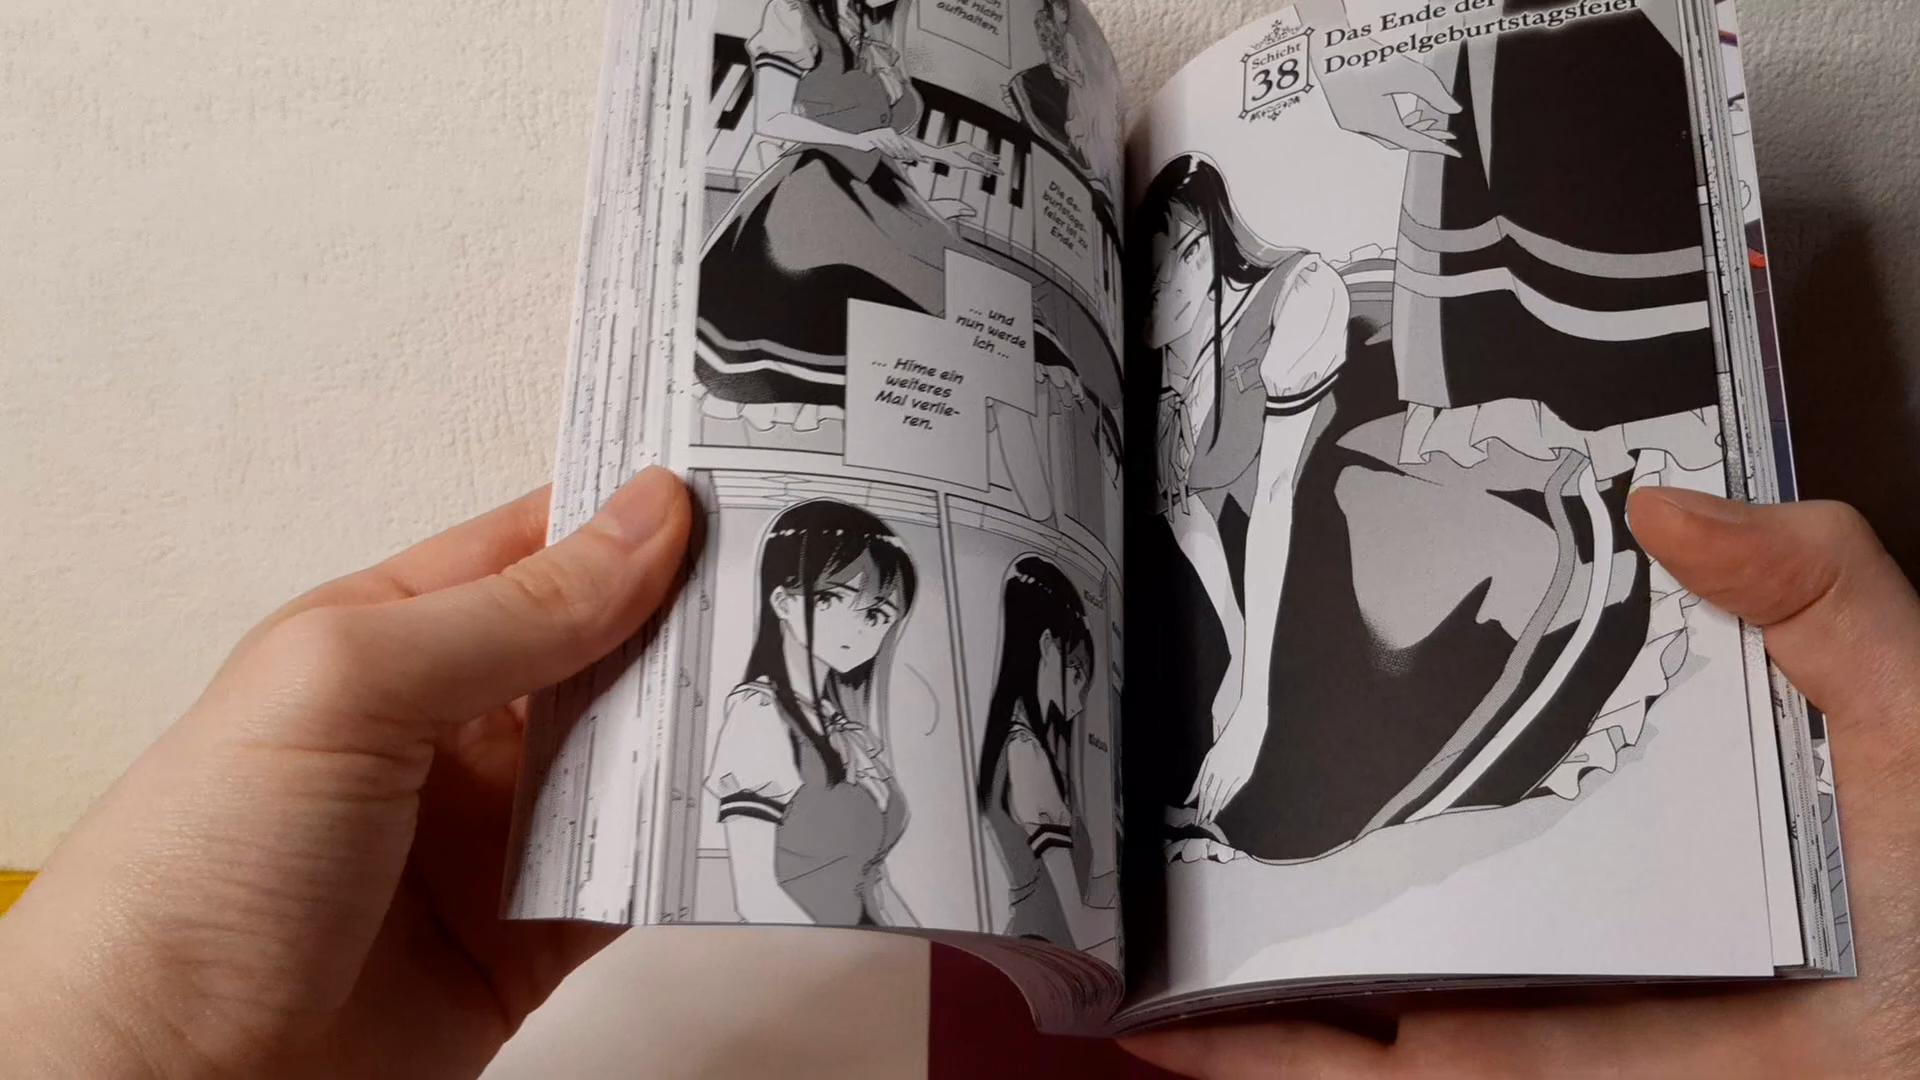 nicht
aufhalten.
Die Ge-
burtstags-
feier ist zu
Ende ...
... und
nun werde
ich ...
... Hime ein
weiteres
Mal verlie-
ren.
Schicht
38
Das Ende der
Doppelgeburtstagsfeier